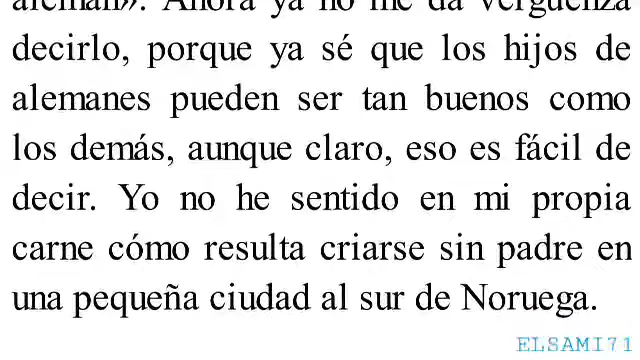 alemán». Ahora ya no me da vergüenza
decirlo, porque ya sé que los hijos de
alemanes pueden ser tan buenos como
los demás, aunque claro, eso es fácil de
decir. Yo no he sentido en mi propia
carne cómo resulta criarse sin padre en
una pequeña ciudad al sur de Noruega.
ELSAMI71